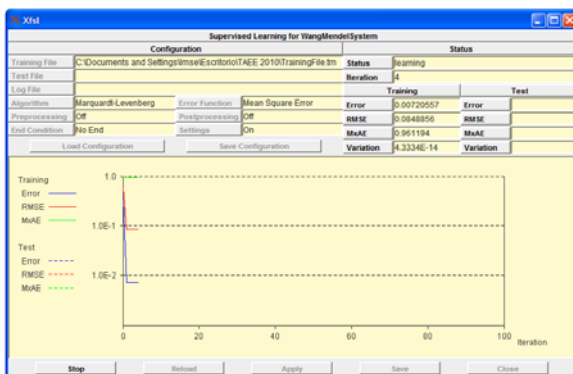 Xfsl
Supervised Learning for WangMendelSystem
Configuration
Status
Training File C:\Documents and Settings\lmse\Escritorio\TAEE 2010\TrainingFile.trn
Status learning
Test File
Iteration 4
Log File
Training Test
Algorithm Marquardt-Levenberg Error Function Mean Square Error
Error 0.00720557 Error
Preprocessing Off Postprocessing Off
RMSE 0.0848856 RMSE
End Condition No End Settings On
MxAE 0.961194 MxAE
Load Configuration Save Configuration
Variation 4.3334E-14 Variation
Training
Error
RMSE
MxAE
Test
Error
RMSE
MxAE
1.0
1.0E-1
1.0E-2
0 20 40 60 80 100
Iteration
Stop Reload Apply Save Close